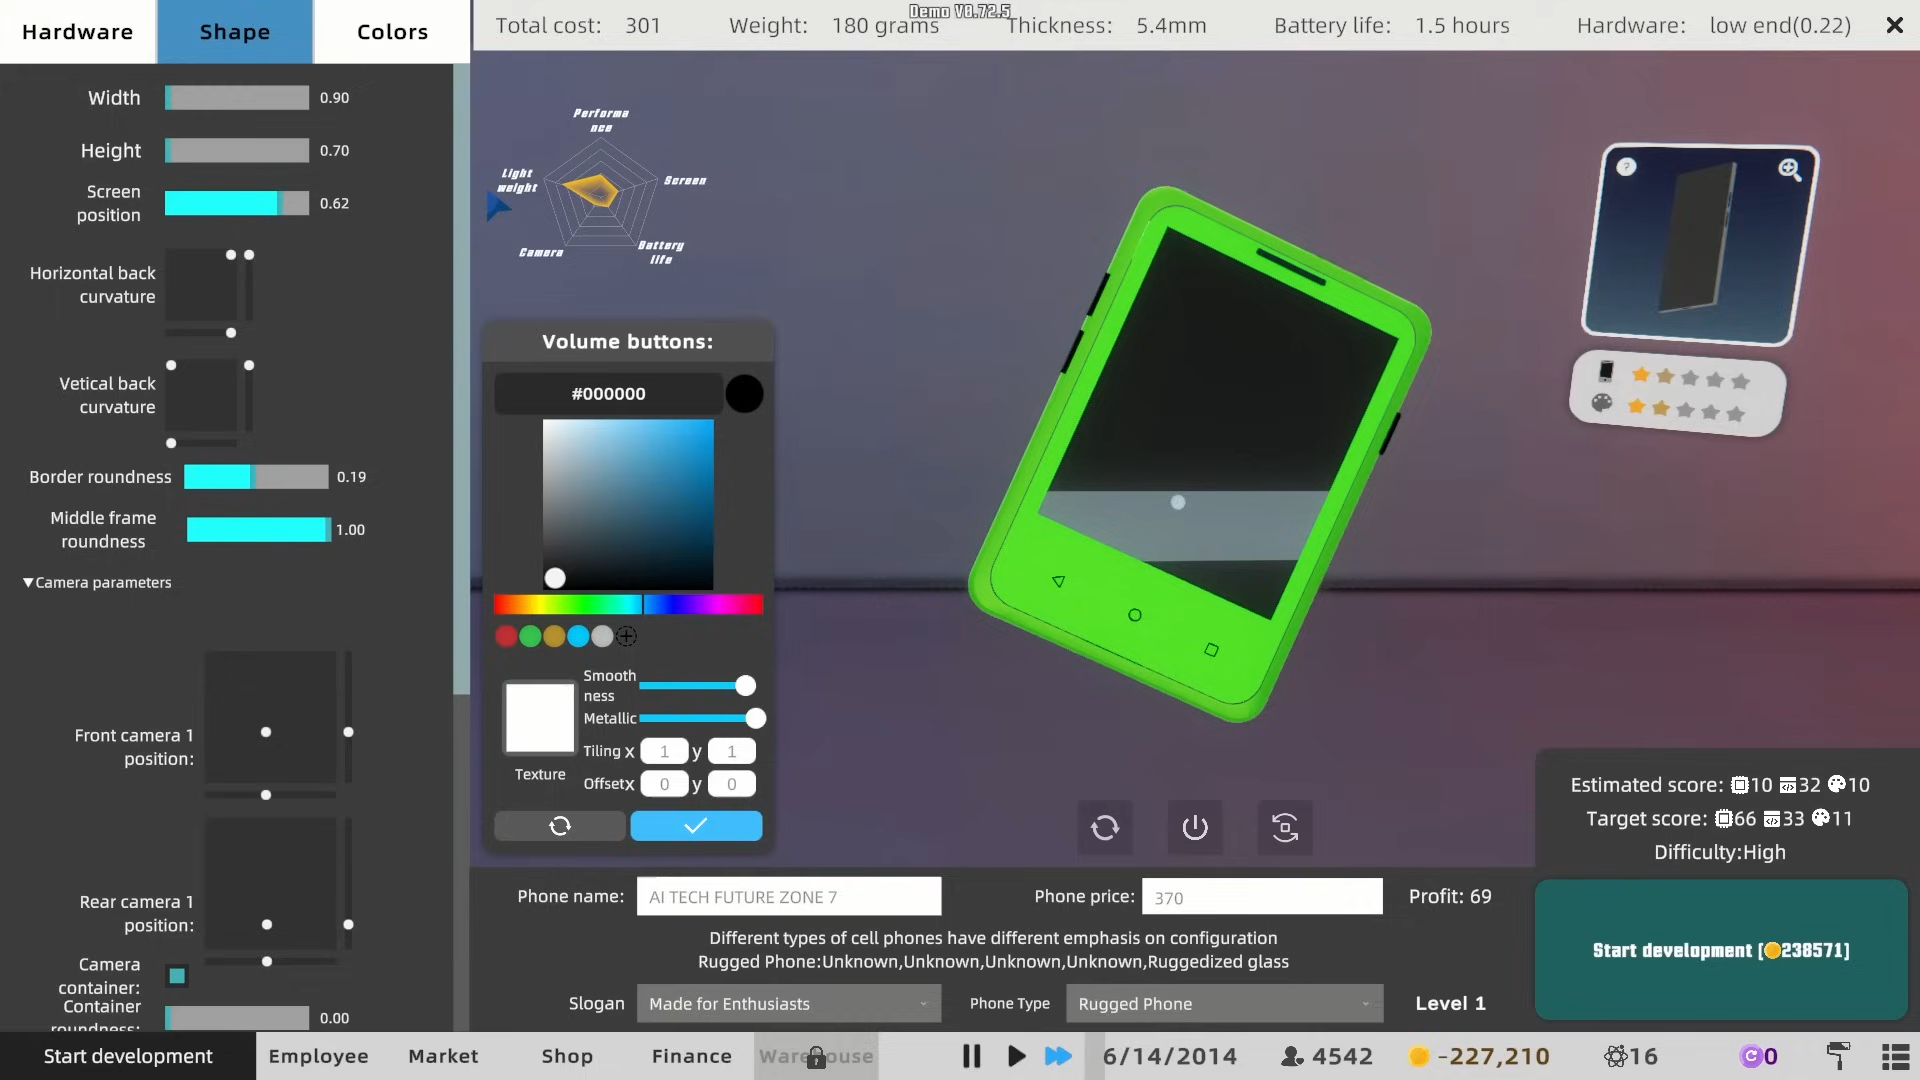 Hardware
Shape
Colors
Total cost: 301
Weight: 180 grams
Demo V0.72.5
Thickness: 5.4mm
Battery life: 1.5 hours
Hardware: low end(0.22)
Width 0.90
Height 0.70
Screen
position 0.62
Horizontal back
curvature
Vetical back
curvature
Border roundness 0.19
Middle frame
roundness 1.00
▼Camera parameters
Front camera 1
position:
Rear camera 1
position:
Camera
container:
Container
roundness: 0.00
Performa
nce
Light
weight
Screen
Camera
Battery
life
Volume buttons:
#000000
Smooth
ness
Metallic
Tiling x 1 y 1
Texture
Offsetx 0 y 0
?
Estimated score: 10 32 10
Target score: 66 33 11
Difficulty:High
Phone name: AI TECH FUTURE ZONE 7
Phone price: 370
Profit: 69
Different types of cell phones have different emphasis on configuration
Rugged Phone:Unknown,Unknown,Unknown,Unknown,Ruggedized glass
Slogan Made for Enthusiasts
Phone Type Rugged Phone
Level 1
Start development [238571]
Start development
Employee
Market
Shop
Finance
Warehouse
6/14/2014
4542
-227,210
16
0